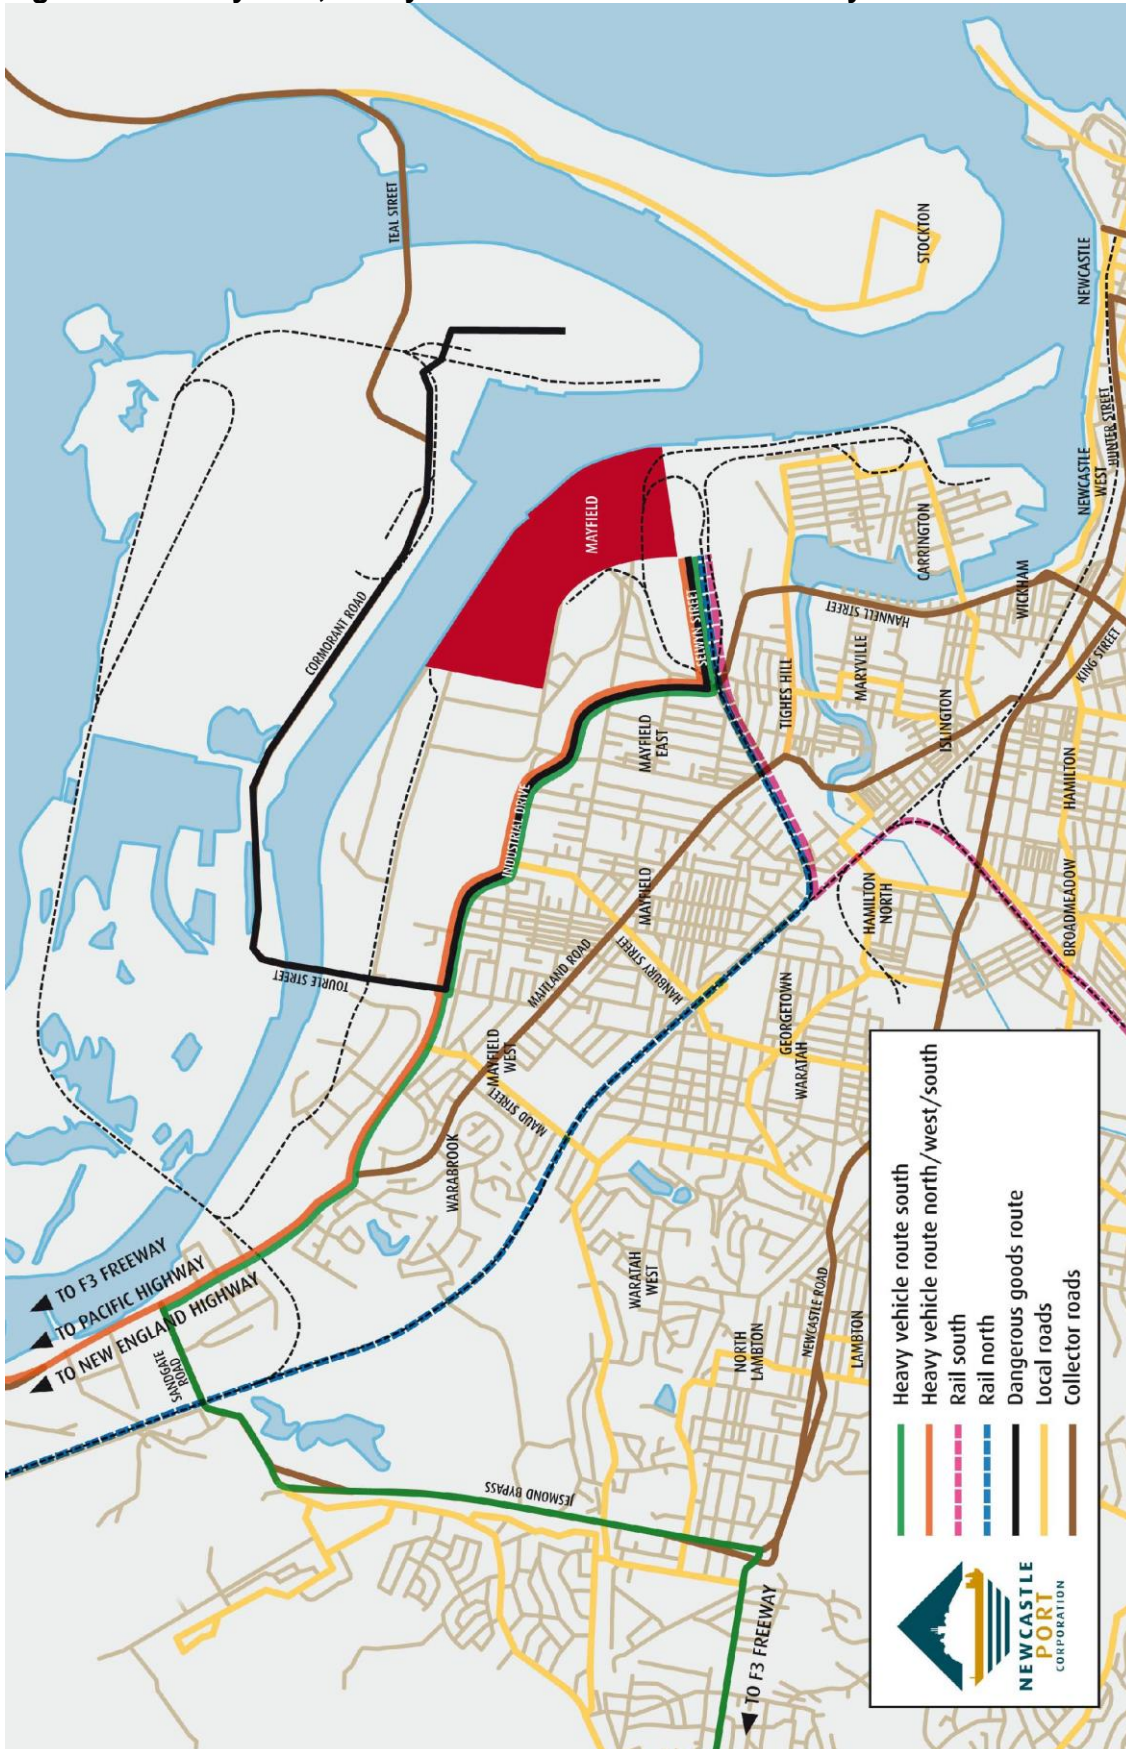 TEAL STREET
STOCKTON
NEWCASTLE
CORMORANT ROAD
MAYFIELD
SELWYN STREET
NEWCASTLE
WEST
HUNTER STREET
CARRINGTON
WICKHAM
HANNELL STREET
KING STREET
TIGHES HILL
MARYVILLE
ISLINGTON
MAYFIELD
EAST
INDUSTRIAL DRIVE
HAMILTON
TOURLE STREET
MAYFIELD
HAMILTON
NORTH
BROADMEADOW
MAITLAND ROAD
HANBURY STREET
GEORGETOWN
WARATAH
MAYFIELD
WEST
MAUD STREET
WARABROOK
WARATAH
WEST
NORTH
LAMBTON
NEWCASTLE ROAD
LAMBTON
TO F3 FREEWAY
TO PACIFIC HIGHWAY
TO NEW ENGLAND HIGHWAY
SANDGATE
ROAD
JESMOND BYPASS
TO F3 FREEWAY
Heavy vehicle route south
Heavy vehicle route north/west/south
Rail south
Rail north
Dangerous goods route
Local roads
Collector roads
NEWCASTLE
PORT
CORPORATION